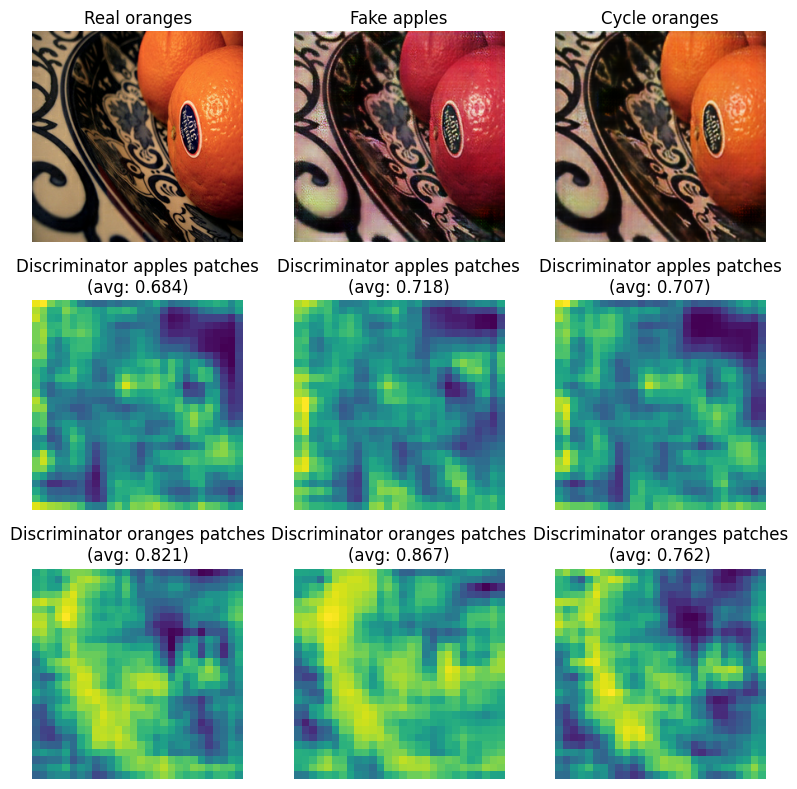 Real oranges
Fake apples
Cycle oranges
Discriminator apples patches
(avg: 0.684)
Discriminator apples patches
(avg: 0.718)
Discriminator apples patches
(avg: 0.707)
Discriminator oranges patches
(avg: 0.821)
Discriminator oranges patches
(avg: 0.867)
Discriminator oranges patches
(avg: 0.762)